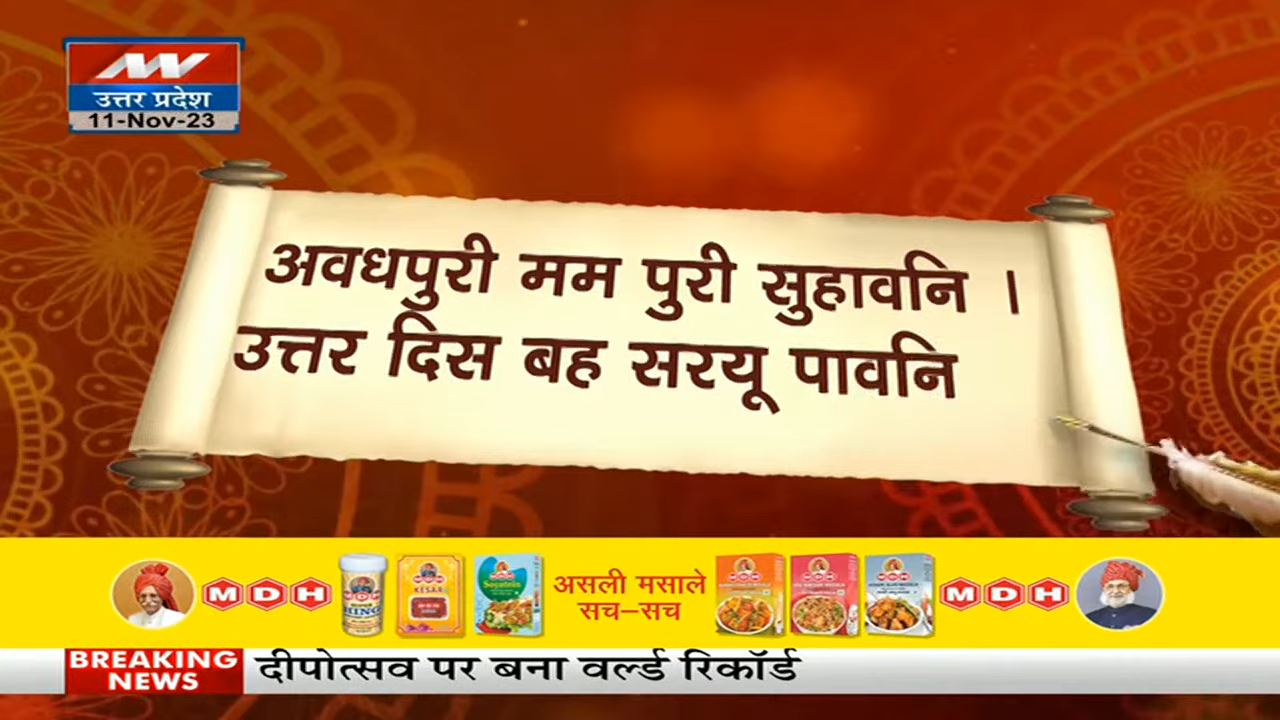 उत्तर प्रदेश
11-Nov-23
अवधपुरी मम पुरी सुहावनि ।
उत्तर दिस बह सरयू पावनि
MDH
KESAR
असली मसाले
सच–सच
MDH
BREAKING
NEWS
दीपोत्सव पर बना वर्ल्ड रिकॉर्ड